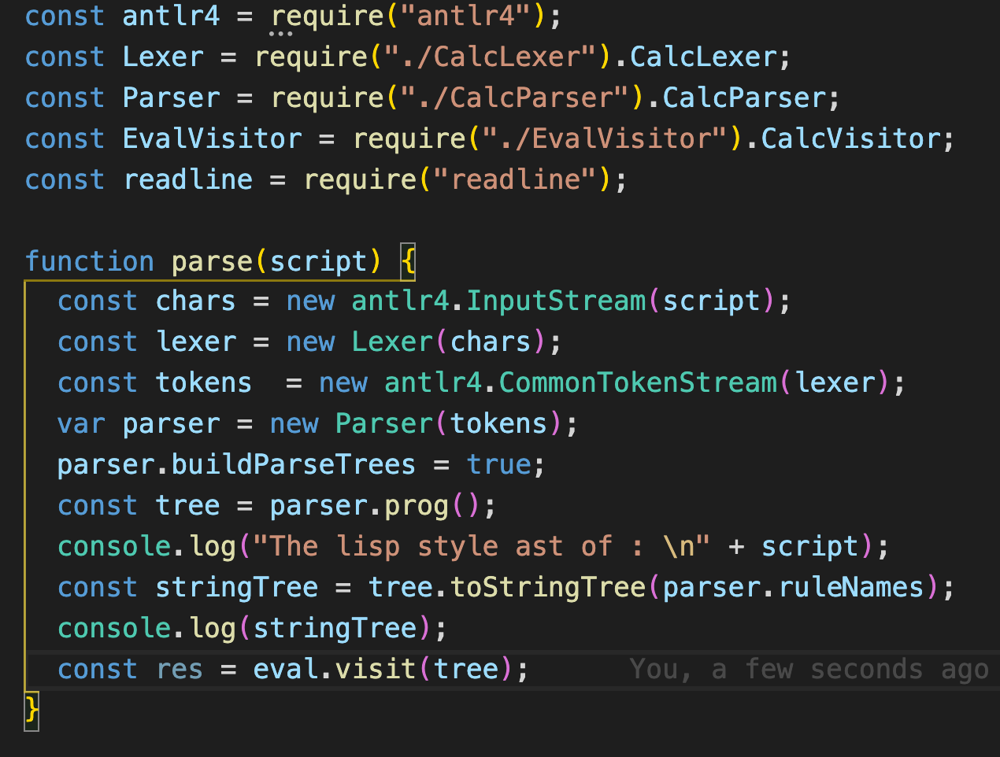 const antlr4 = require("antlr4");
const Lexer = require("./CalcLexer").CalcLexer;
const Parser = require("./CalcParser").CalcParser;
const EvalVisitor = require("./EvalVisitor").CalcVisitor;
const readline = require("readline");

function parse(script) {
  const chars = new antlr4.InputStream(script);
  const lexer = new Lexer(chars);
  const tokens  = new antlr4.CommonTokenStream(lexer);
  var parser = new Parser(tokens);
  parser.buildParseTrees = true;
  const tree = parser.prog();
  console.log("The lisp style ast of : \n" + script);
  const stringTree = tree.toStringTree(parser.ruleNames);
  console.log(stringTree);
  const res = eval.visit(tree);      You, a few seconds ago
}